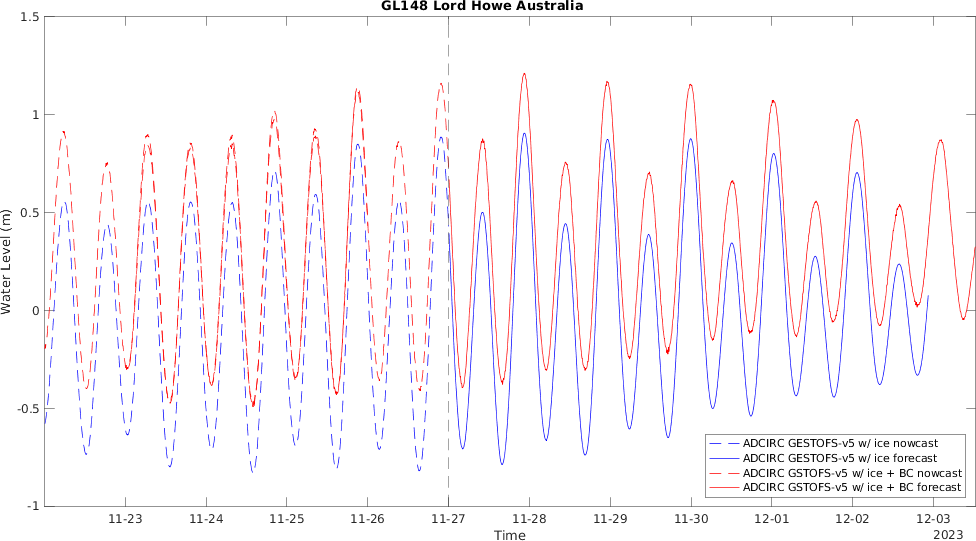 GL148 Lord Howe Australia
1.5
1
0.5
0
-0.5
-1
Water Level (m)
ADCIRC GESTOFS-v5 w/ ice nowcast
ADCIRC GESTOFS-v5 w/ ice forecast
ADCIRC GSTOFS-v5 w/ ice + BC nowcast
ADCIRC GSTOFS-v5 w/ ice + BC forecast
11-23 11-24 11-25 11-26 11-27 11-28 11-29 11-30 12-01 12-02 12-03
Time
2023